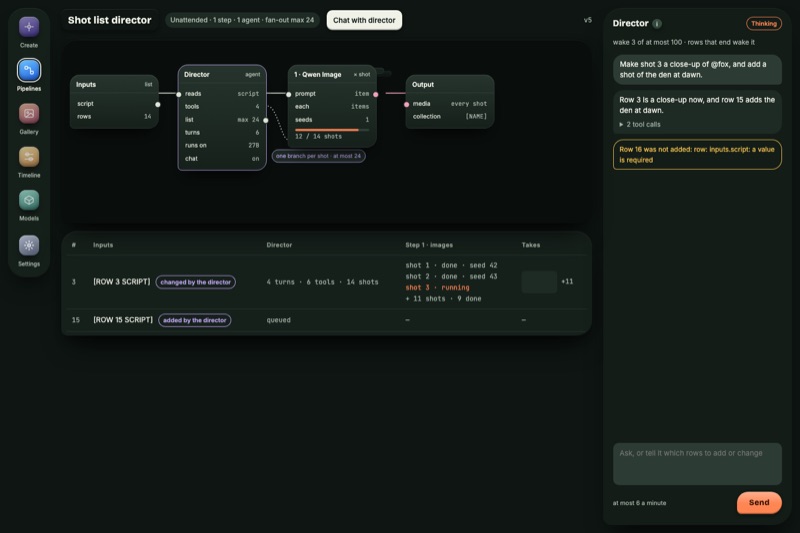 Create
Pipelines
Gallery
Timeline
Models
Settings
Shot list director
Unattended · 1 step · 1 agent · fan-out max 24
Chat with director
v5
Inputs list
script
rows 14
Director agent
reads script
tools 4
list max 24
turns 6
runs on 27B
chat on
1 · Qwen Image × shot
prompt item
each items
seeds 1
12 / 14 shots
one branch per shot · at most 24
Output
media every shot
collection [NAME]
# Inputs Director Step 1 · images Takes
3 [ROW 3 SCRIPT] changed by the director 4 turns · 6 tools · 14 shots
shot 1 · done · seed 42
shot 2 · done · seed 43
shot 3 · running
+ 11 shots · 9 done
+11
15 [ROW 15 SCRIPT] added by the director queued — —
Director i Thinking
wake 3 of at most 100 · rows that end wake it
Make shot 3 a close-up of @fox, and add a
shot of the den at dawn.
Row 3 is a close-up now, and row 15 adds the
den at dawn.
▸ 2 tool calls
Row 16 was not added: row: inputs.script: a value
is required
Ask, or tell it which rows to add or change
at most 6 a minute
Send